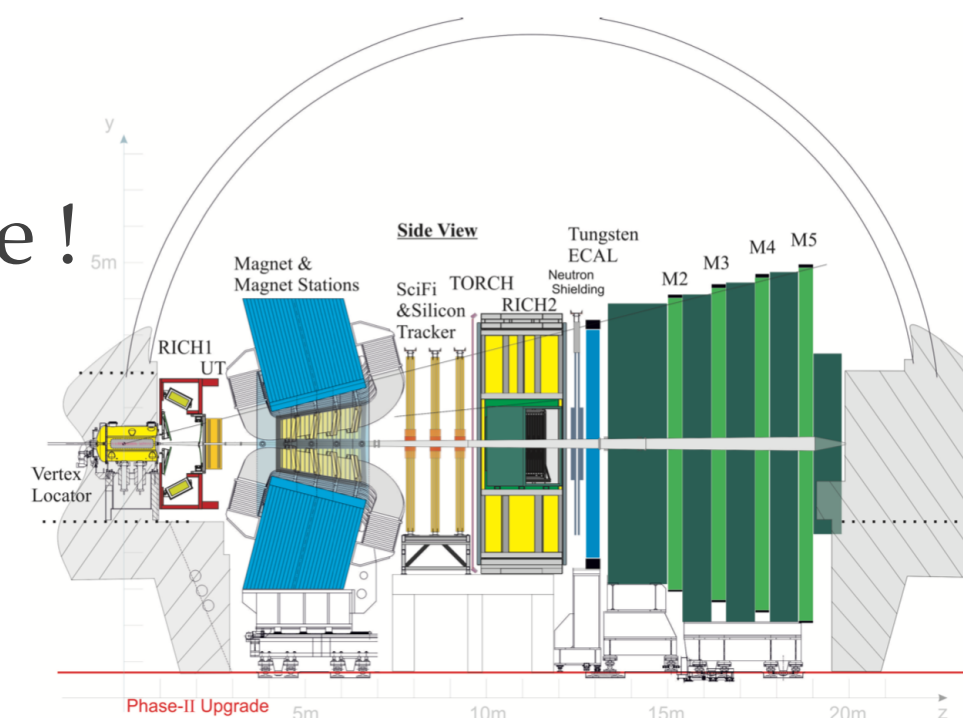 e !
y
5m
Side View
Magnet &
Magnet Stations
SciFi
&Silicon
Tracker
TORCH
RICH2
Tungsten
ECAL
Neutron
Shielding
M2
M3
M4
M5
RICH1
UT
Vertex
Locator
Phase-II Upgrade
5m
10m
15m
20m
z